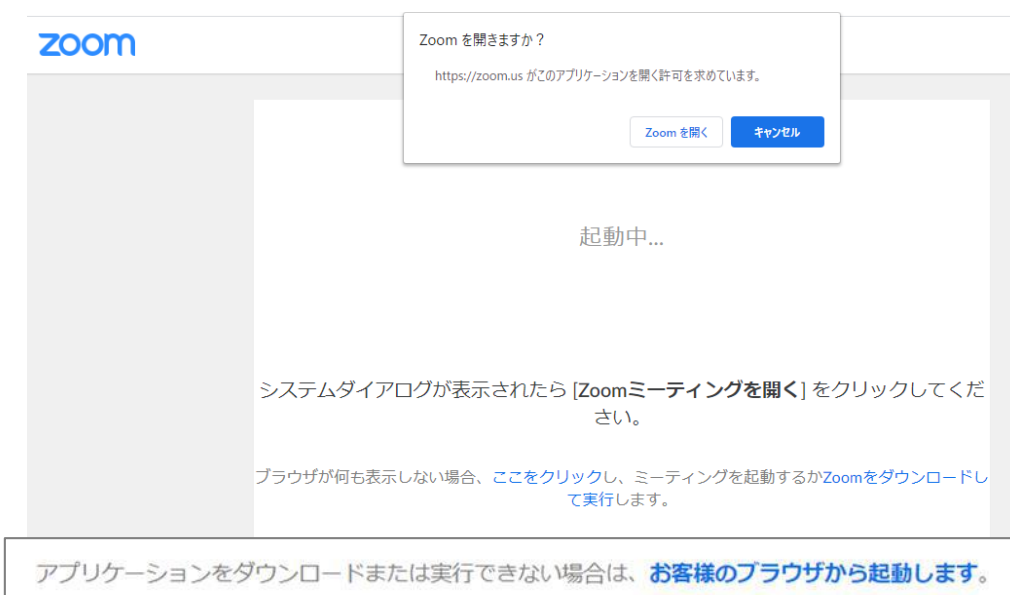 zoom
Zoom を開きますか？
https://zoom.us がこのアプリケーションを開く許可を求めています。
Zoom を開く
キャンセル
起動中...
システムダイアログが表示されたら [Zoomミーティングを開く] をクリックしてくだ
さい。
ブラウザが何も表示しない場合、ここをクリックし、ミーティングを起動するかZoomをダウンロードし
て実行します。
アプリケーションをダウンロードまたは実行できない場合は、お客様のブラウザから起動します。